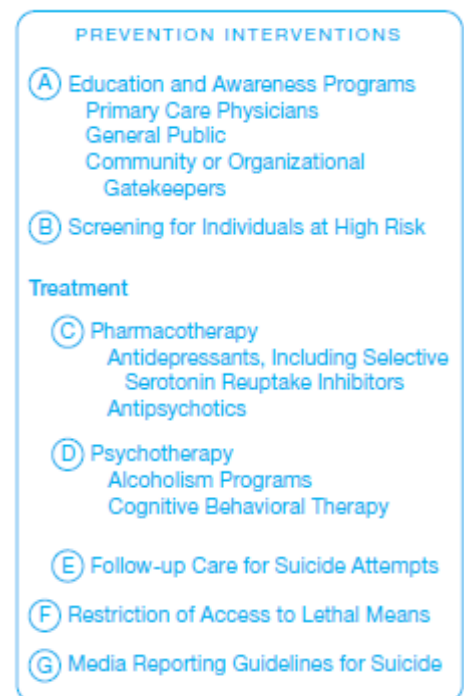 PREVENTION INTERVENTIONS
A Education and Awareness Programs
Primary Care Physicians
General Public
Community or Organizational
Gatekeepers
B Screening for Individuals at High Risk
Treatment
C Pharmacotherapy
Antidepressants, Including Selective
Serotonin Reuptake Inhibitors
Antipsychotics
D Psychotherapy
Alcoholism Programs
Cognitive Behavioral Therapy
E Follow-up Care for Suicide Attempts
F Restriction of Access to Lethal Means
G Media Reporting Guidelines for Suicide